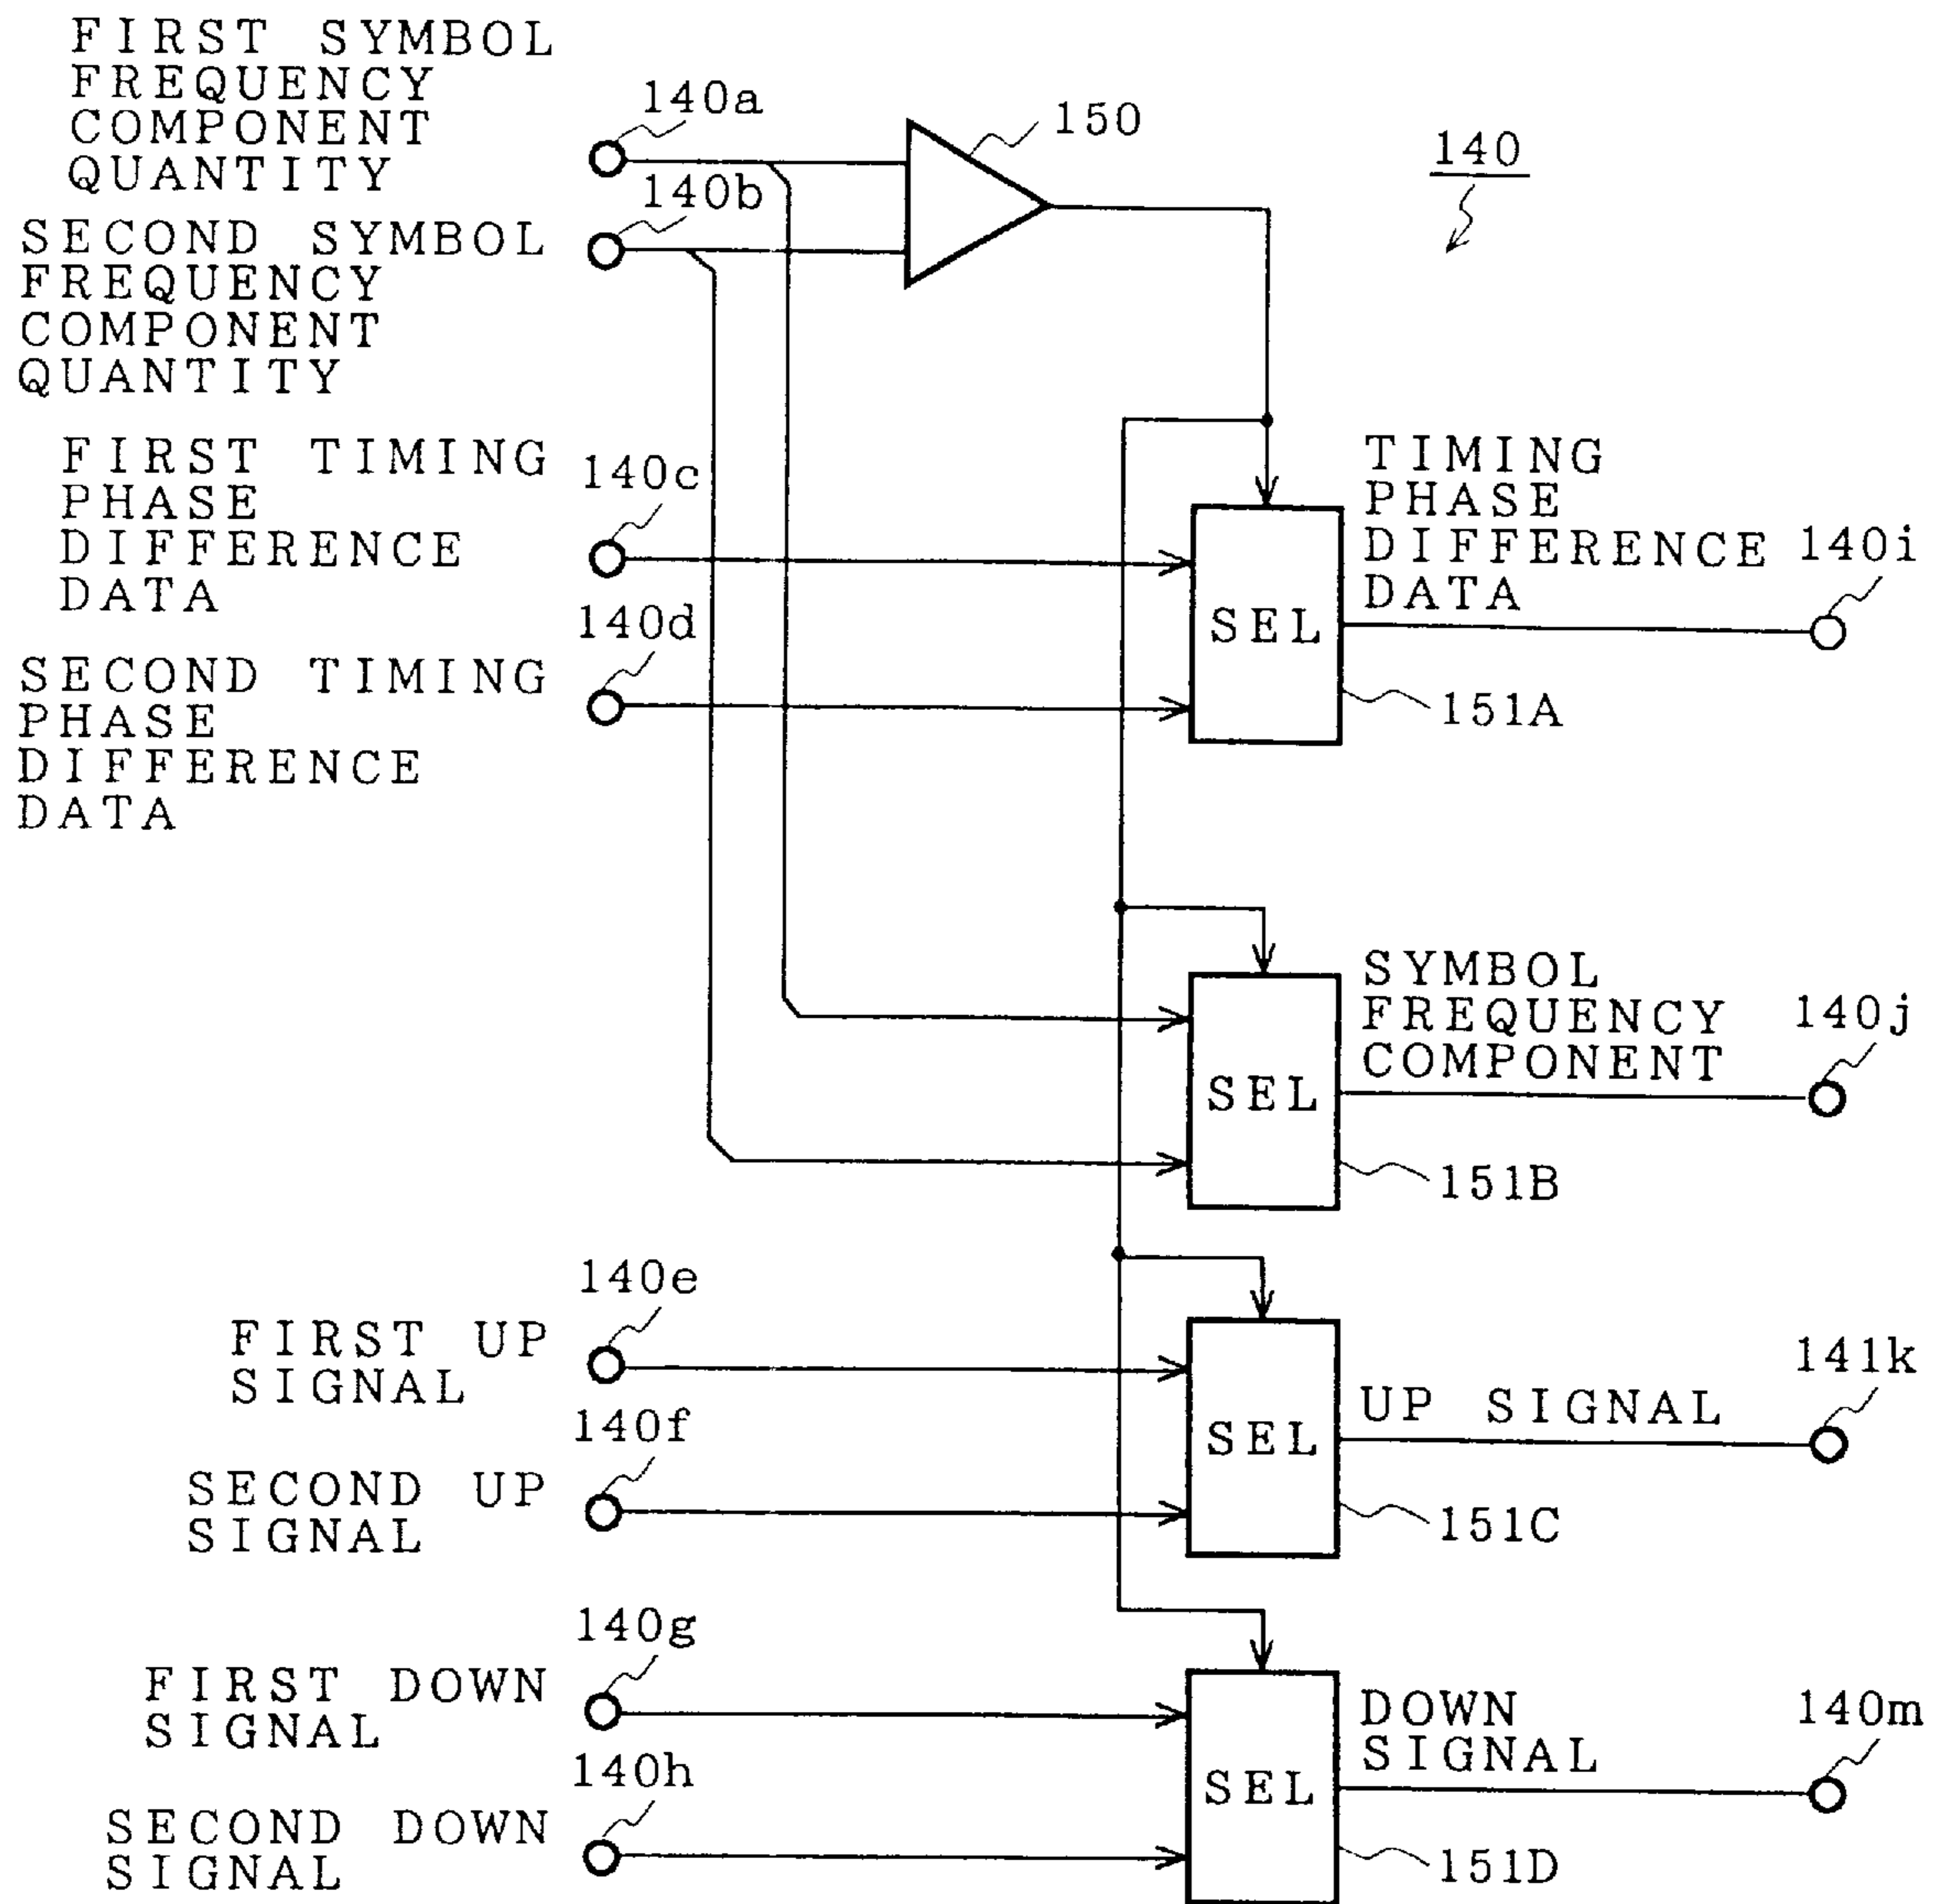 FIRST SYMBOL
FREQUENCY
COMPONENT
QUANTITY
140a
150
140
SECOND SYMBOL
FREQUENCY
COMPONENT
QUANTITY
140b
FIRST TIMING
PHASE
DIFFERENCE
DATA
140c
SECOND TIMING
PHASE
DIFFERENCE
DATA
140d
SEL
151A
TIMING
PHASE
DIFFERENCE
DATA
140i
SEL
151B
SYMBOL
FREQUENCY
COMPONENT
140j
FIRST UP
SIGNAL
140e
SECOND UP
SIGNAL
140f
SEL
151C
UP SIGNAL
141k
FIRST DOWN
SIGNAL
140g
SECOND DOWN
SIGNAL
140h
SEL
151D
DOWN
SIGNAL
140m